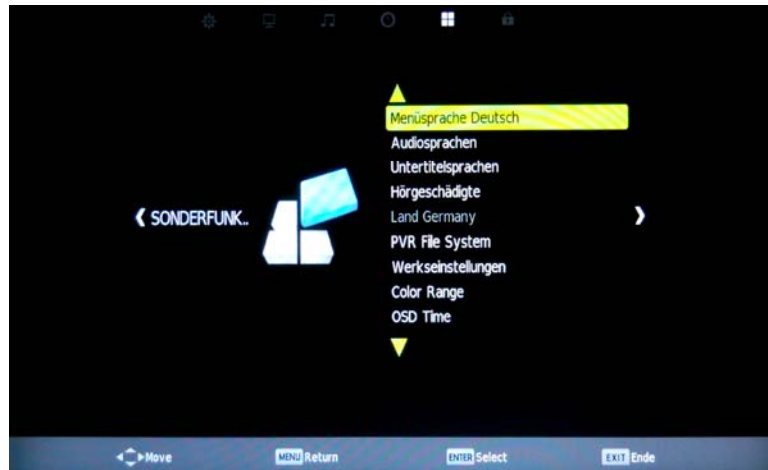 Menüsprache Deutsch
Audiosprachen
Untertitelsprachen
Hörgeschädigte
SONDERFUNK..
Land Germany
PVR File System
Werkseinstellungen
Color Range
OSD Time
Move
MENU Return
ENTER Select
EXIT Ende